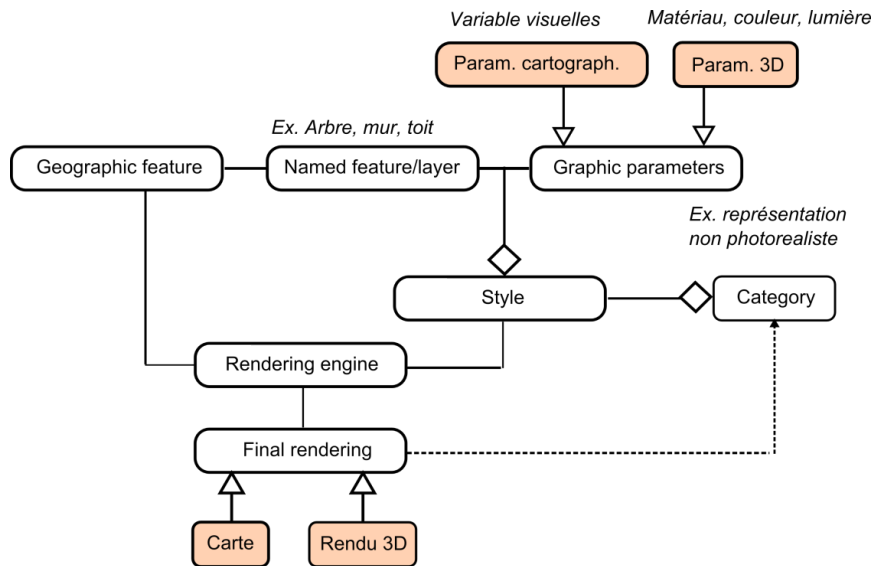 Variable visuelles
Matériau, couleur, lumière
Param. cartograph.
Param. 3D
Ex. Arbre, mur, toit
Geographic feature
Named feature/layer
Graphic parameters
Ex. représentation
non photorealiste
Style
Category
Rendering engine
Final rendering
Carte
Rendu 3D